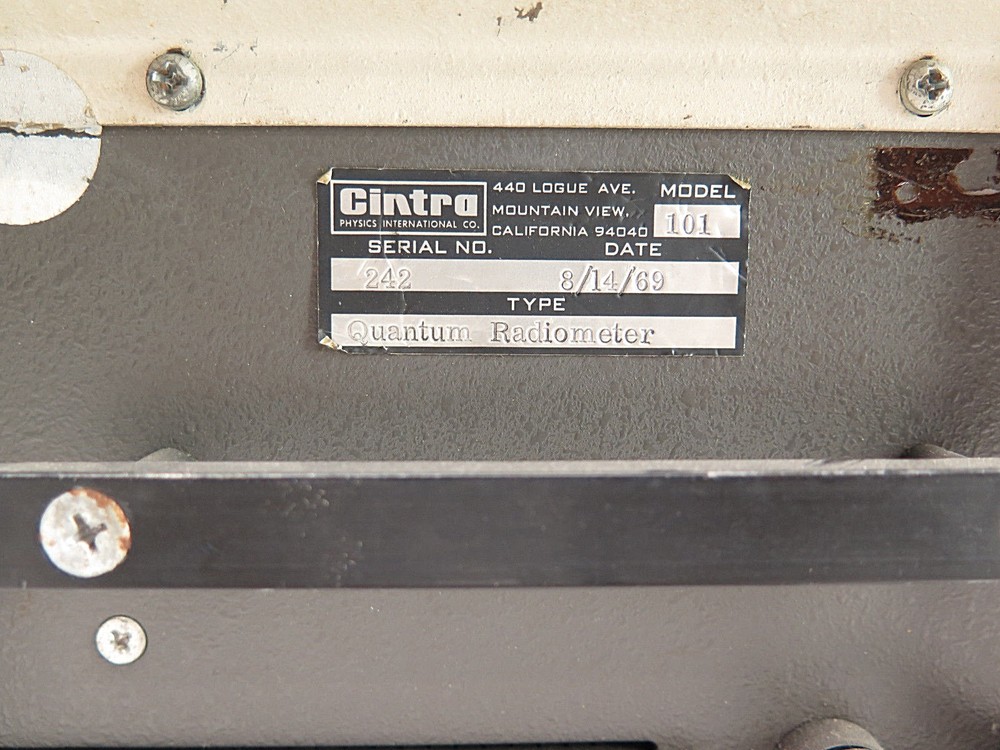 Cintra
PHYSICS INTERNATIONAL CO.
440 LOGUE AVE.
MOUNTAIN VIEW,
CALIFORNIA 94040
MODEL
101
SERIAL NO. DATE
242 8/14/69
TYPE
Quantum Radiometer